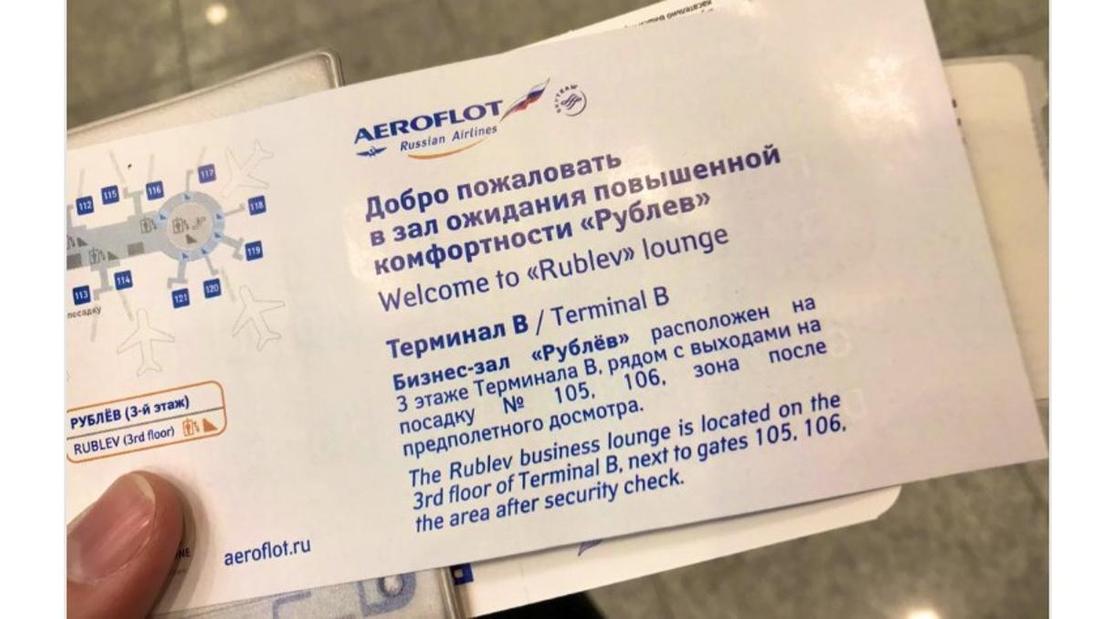 AEROFLOT
Russian Airlines
Добро пожаловать
в зал ожидания повышенной
комфортности «Рублев»
Welcome to «Rublev» lounge
Терминал B / Terminal B
Бизнес-зал «Рублёв» расположен на
3 этаже Терминала B, рядом с выходами на
посадку № 105, 106, зона после
предполетного досмотра.
The Rublev business lounge is located on the
3rd floor of Terminal B, next to gates 105, 106,
the area after security check.
112
115
116
117
118
119
120
121
114
113
посадку
РУБЛЁВ (3-й этаж)
RUBLEV (3rd floor)
aeroflot.ru